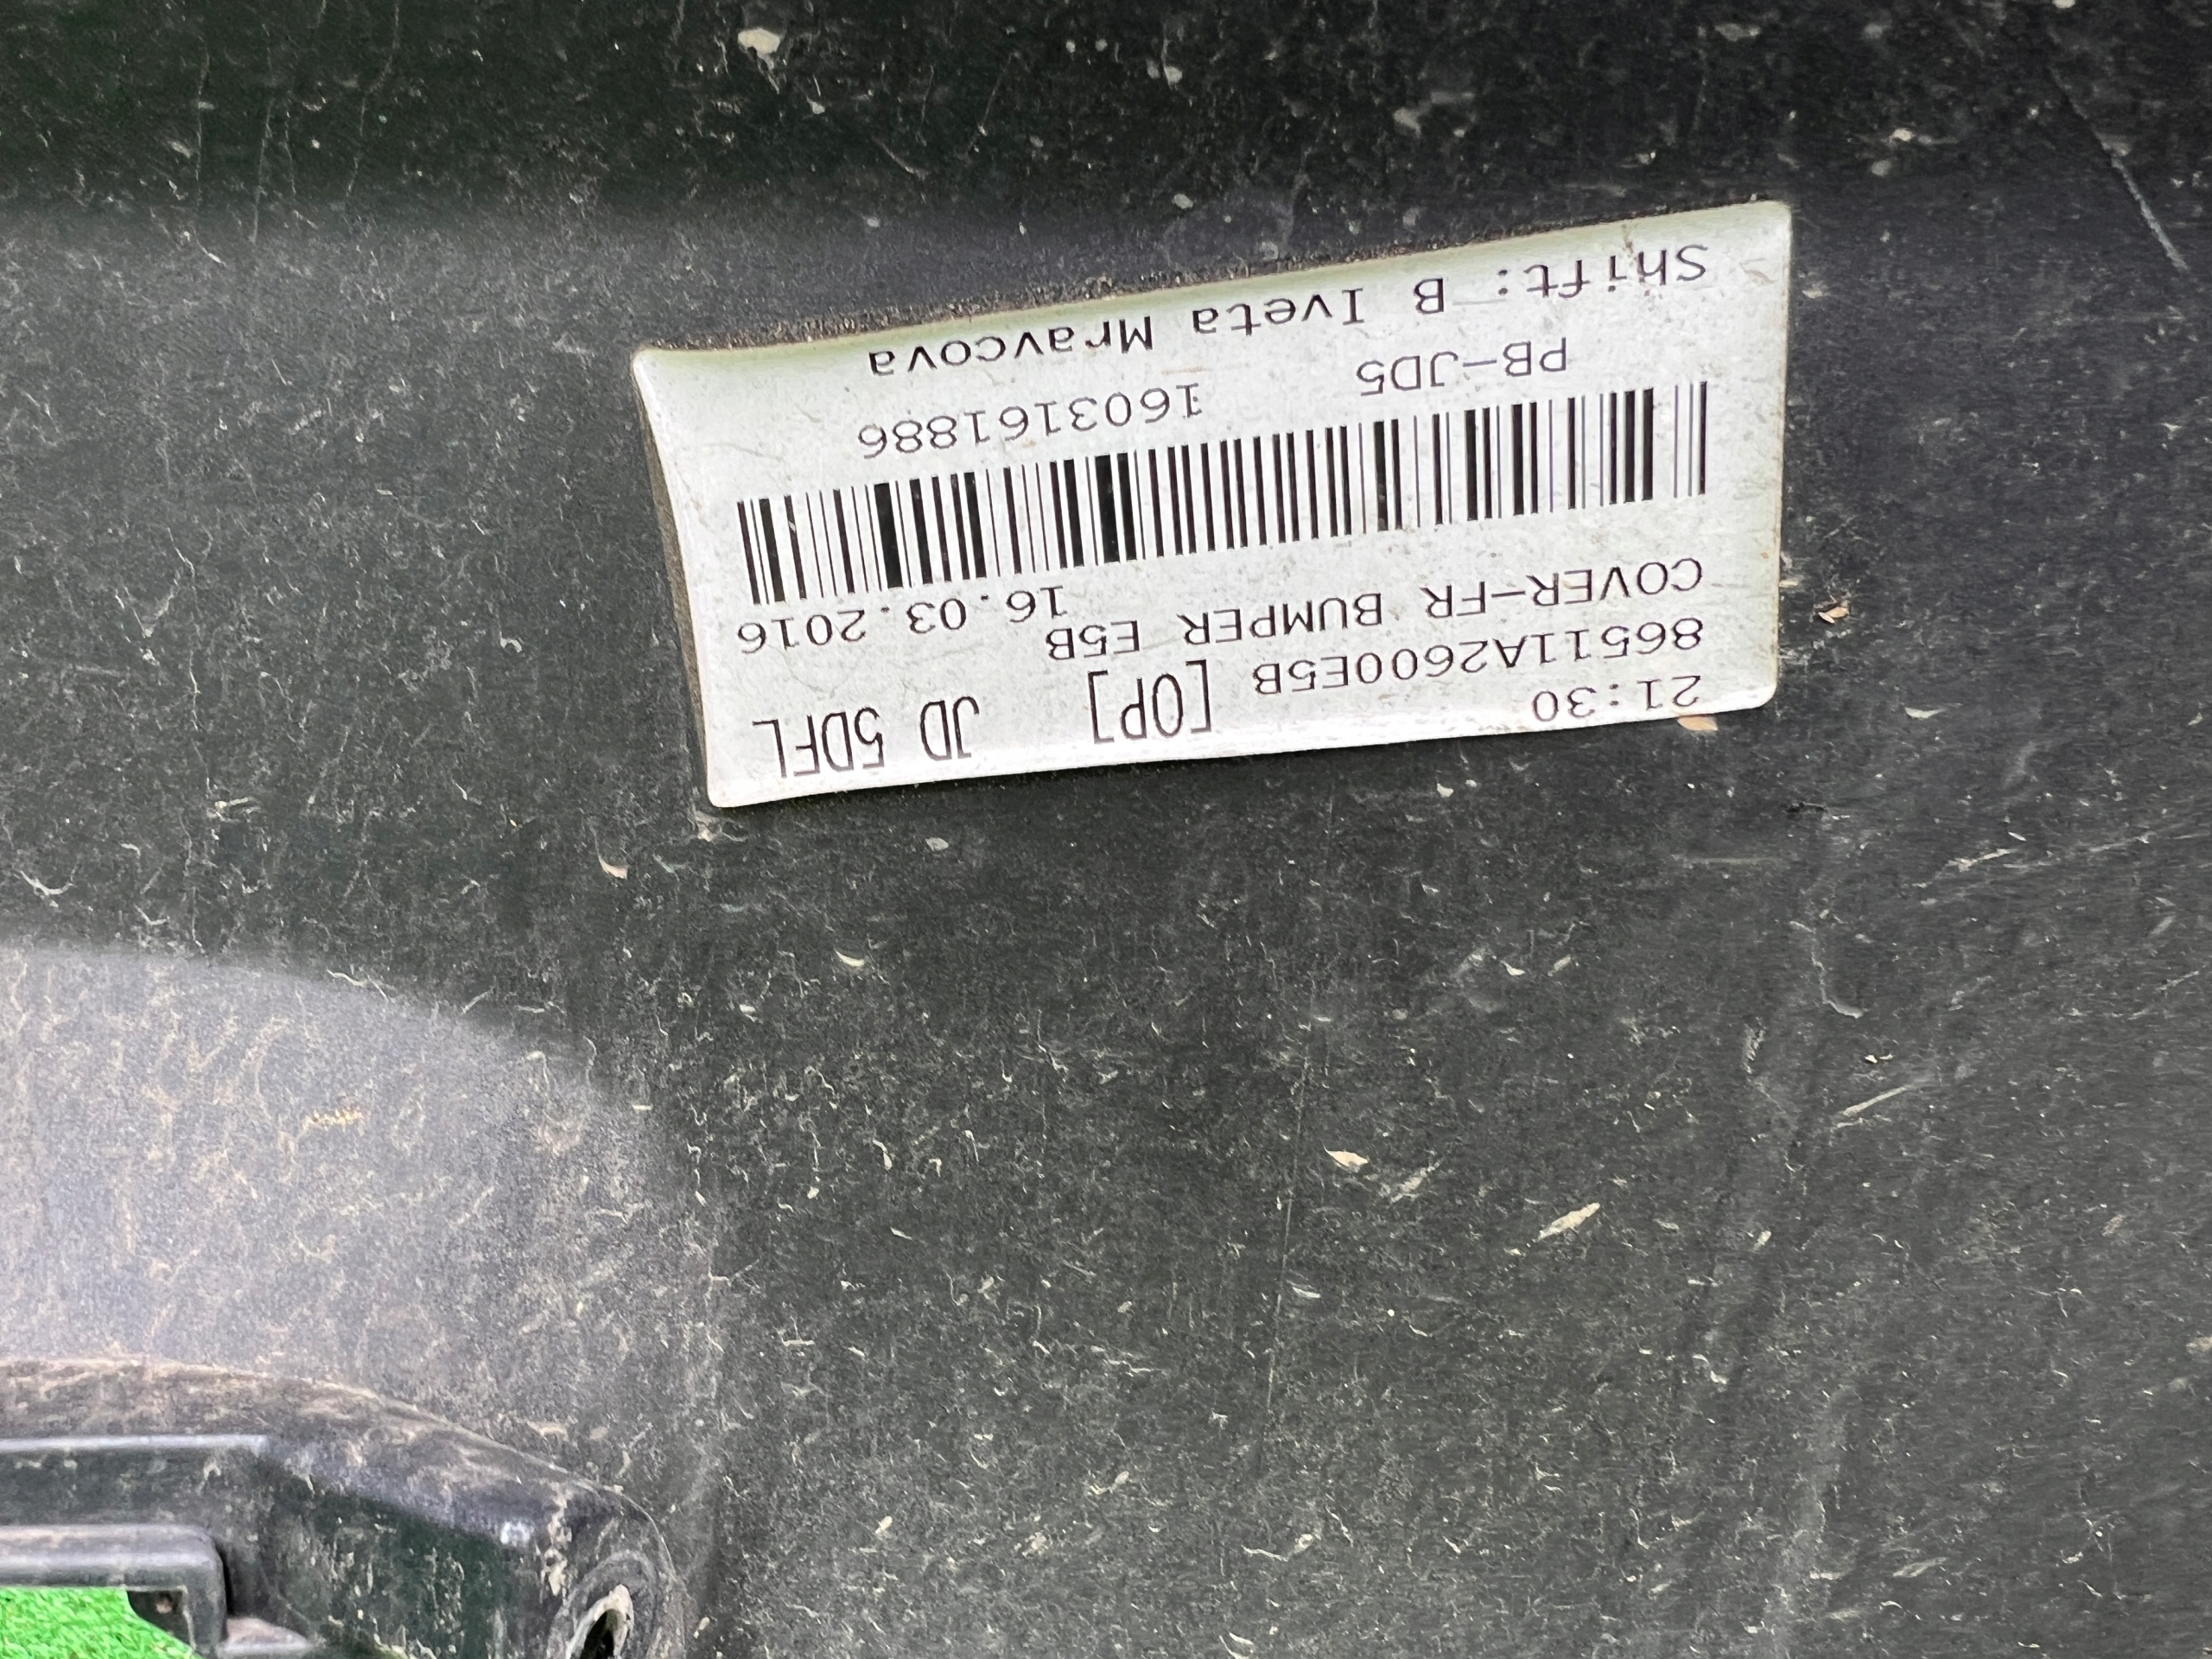 21:30 [OP] JD 5DFL
86511A2600E5B
COVER-FR BUMPER E5B 16.03.2016
PB-JD5 1603161886
Shift: B Iveta Mravcova